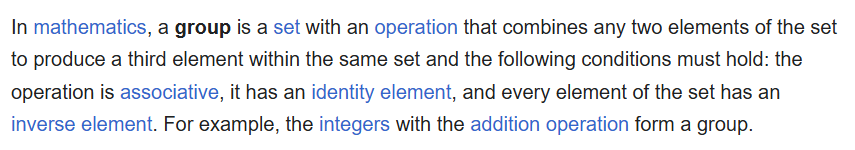 In mathematics, a group is a set with an operation that combines any two elements of the set
to produce a third element within the same set and the following conditions must hold: the
operation is associative, it has an identity element, and every element of the set has an
inverse element. For example, the integers with the addition operation form a group.